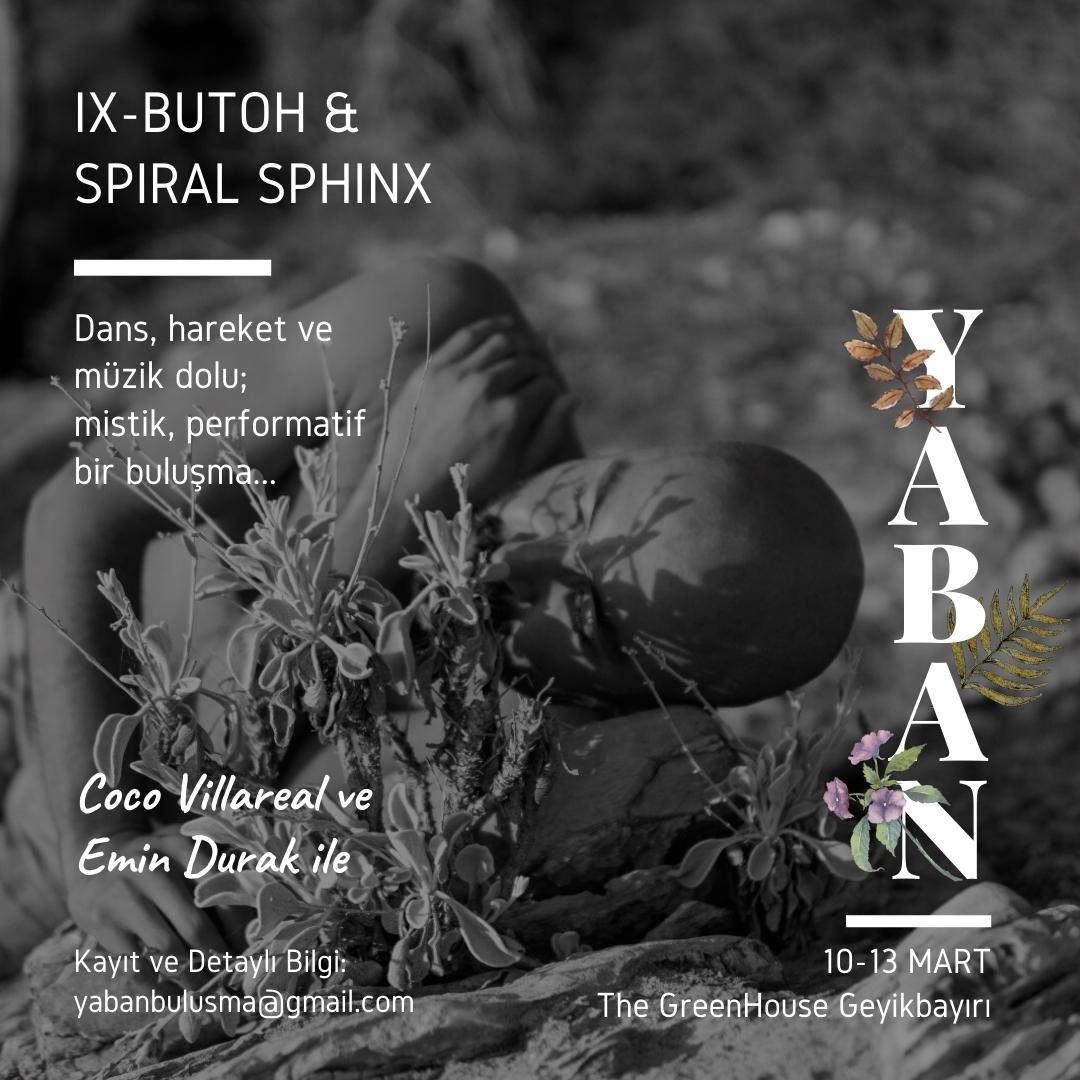 IX-BUTOH &
SPIRAL SPHINX
Dans, hareket ve
müzik dolu;
mistik, performatif
bir buluşma...
YABAN
Coco Villareal ve
Emin Durak ile
Kayıt ve Detaylı Bilgi:
yabanbulusma@gmail.com
10-13 MART
The GreenHouse Geyikbayırı